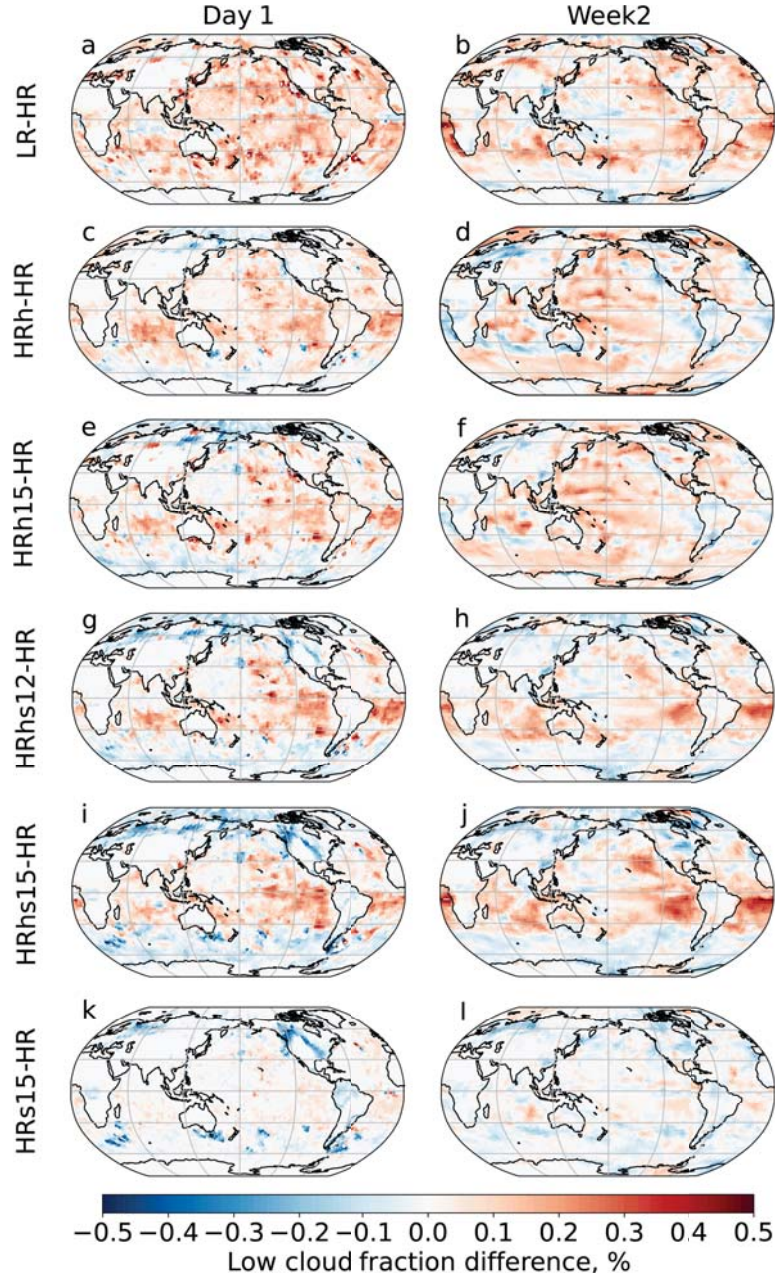 Day 1 Week2
LR-HR
a b
HRh-HR
c d
HRh15-HR
e f
HRhs12-HR
g h
HRhs15-HR
i j
HRs15-HR
k l
−0.5 −0.4 −0.3 −0.2 −0.1 0.0 0.1 0.2 0.3 0.4 0.5
Low cloud fraction difference, %